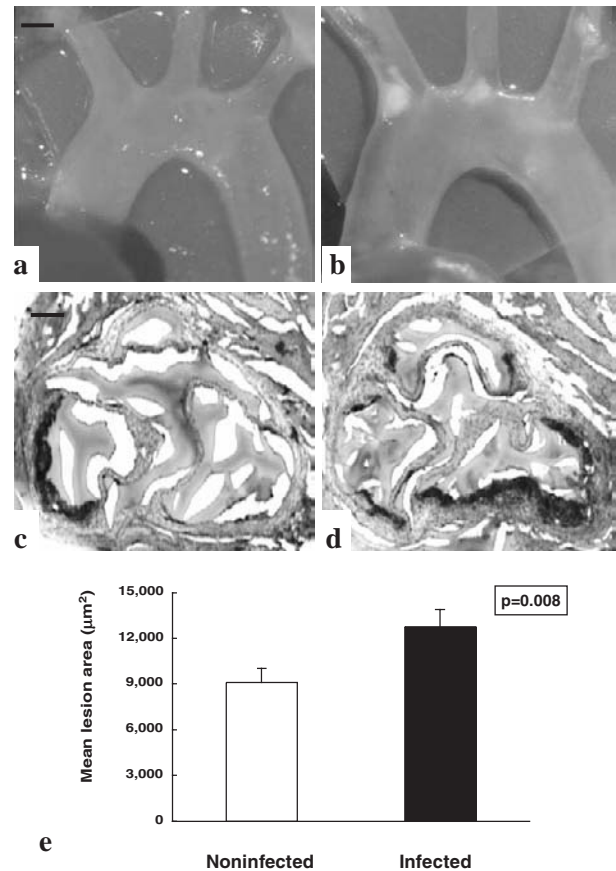 a
b
c
d
15,000
12,000
9,000
6,000
3,000
0
Mean lesion area (µm²)
p=0.008
e
Noninfected
Infected